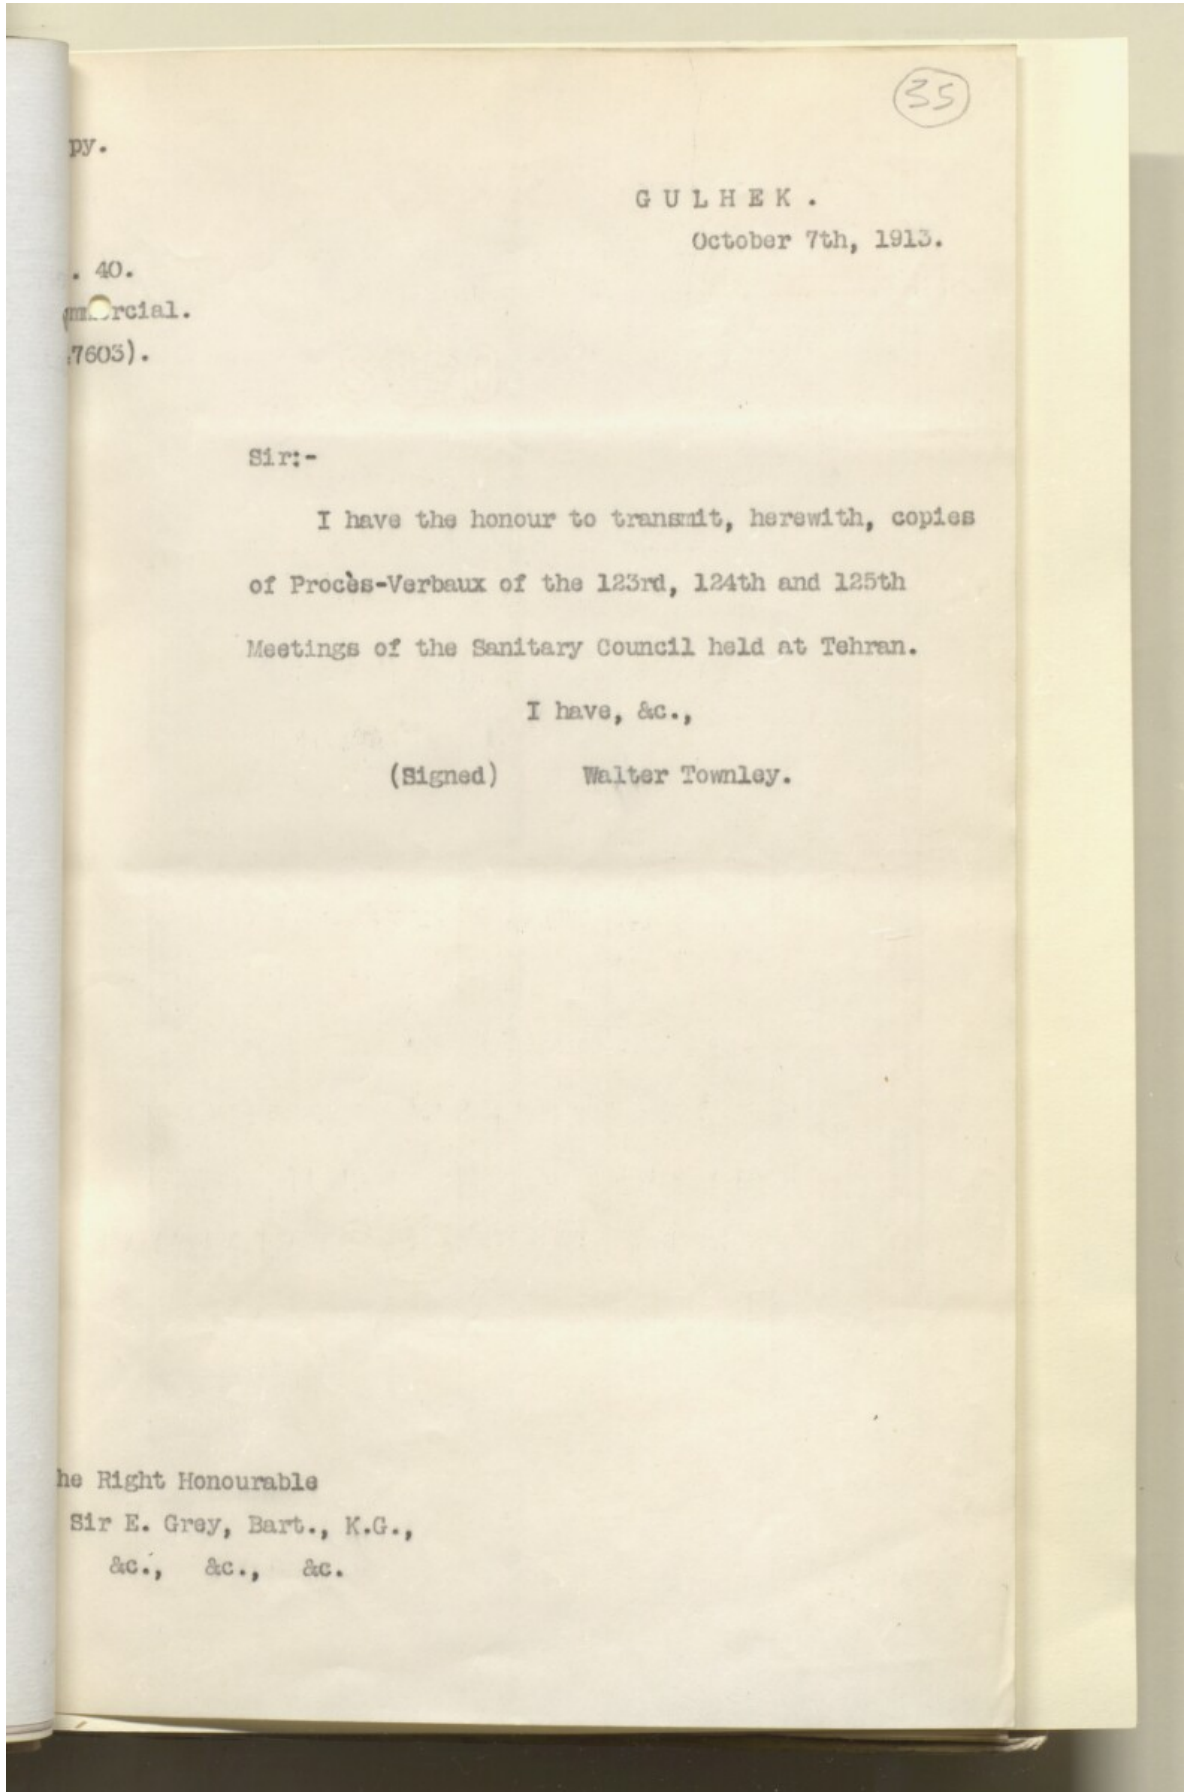 35
py.
GULHEK.
October 7th, 1913.
. 40.
mmercial.
7603).
Sir:-
I have the honour to transmit, herewith, copies
of Procès-Verbaux of the 123rd, 124th and 125th
Meetings of the Sanitary Council held at Tehran.
I have, &c.,
(Signed) Walter Townley.
he Right Honourable
Sir E. Grey, Bart., K.G.,
&c., &c., &c.